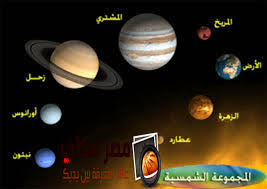 المشتري
المريخ
زحل
الأرض
أورانوس
الزهرة
عطارد
نبتون
المجموعة الشمسية